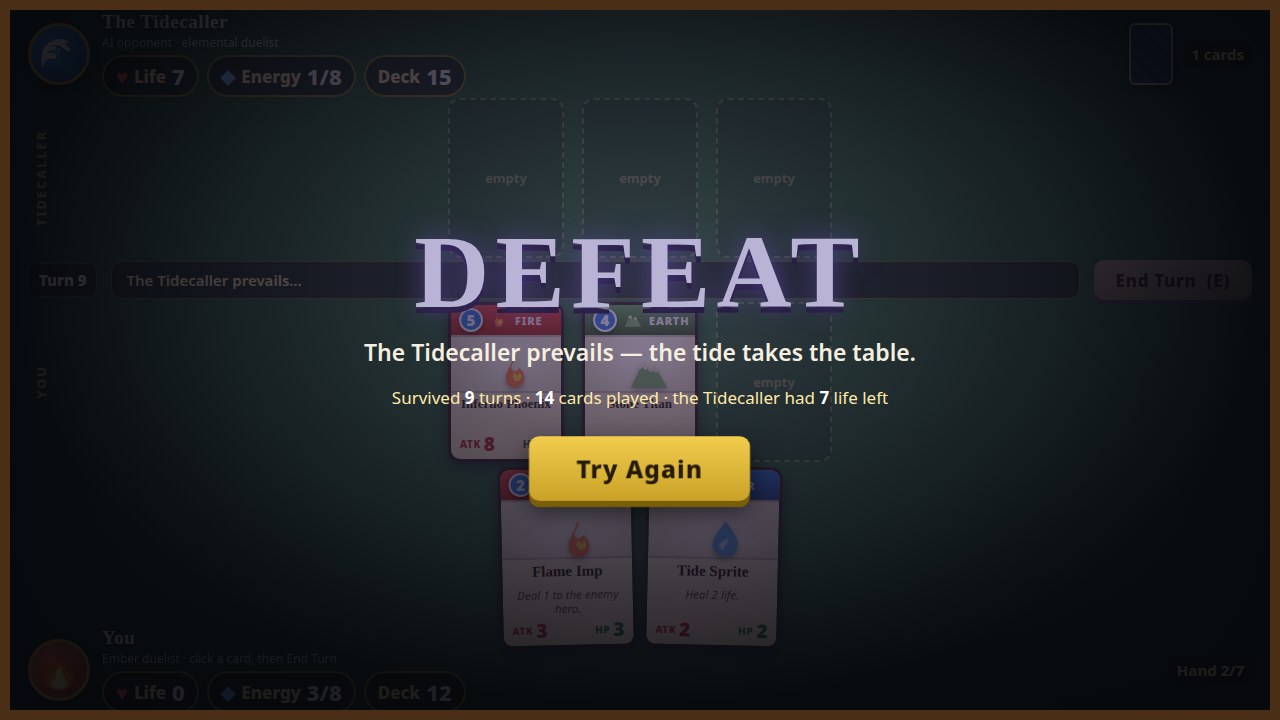 The Tidecaller
AI opponent · elemental duelist
♥ Life 7
◆ Energy 1/8
Deck 15
1 cards
TIDECALLER
empty
empty
empty
DEFEAT
Turn 9
The Tidecaller prevails...
End Turn (E)
5 FIRE
4 EARTH
The Tidecaller prevails — the tide takes the table.
YOU
empty
Survived 9 turns · 14 cards played · the Tidecaller had 7 life left
Inferno Phoenix
Stone Titan
ATK 8
Try Again
2
Flame Imp
Deal 1 to the enemy
hero.
ATK 3
HP 3
Tide Sprite
Heal 2 life.
ATK 2
HP 2
You
Ember duelist · click a card, then End Turn
♥ Life 0
◆ Energy 3/8
Deck 12
Hand 2/7